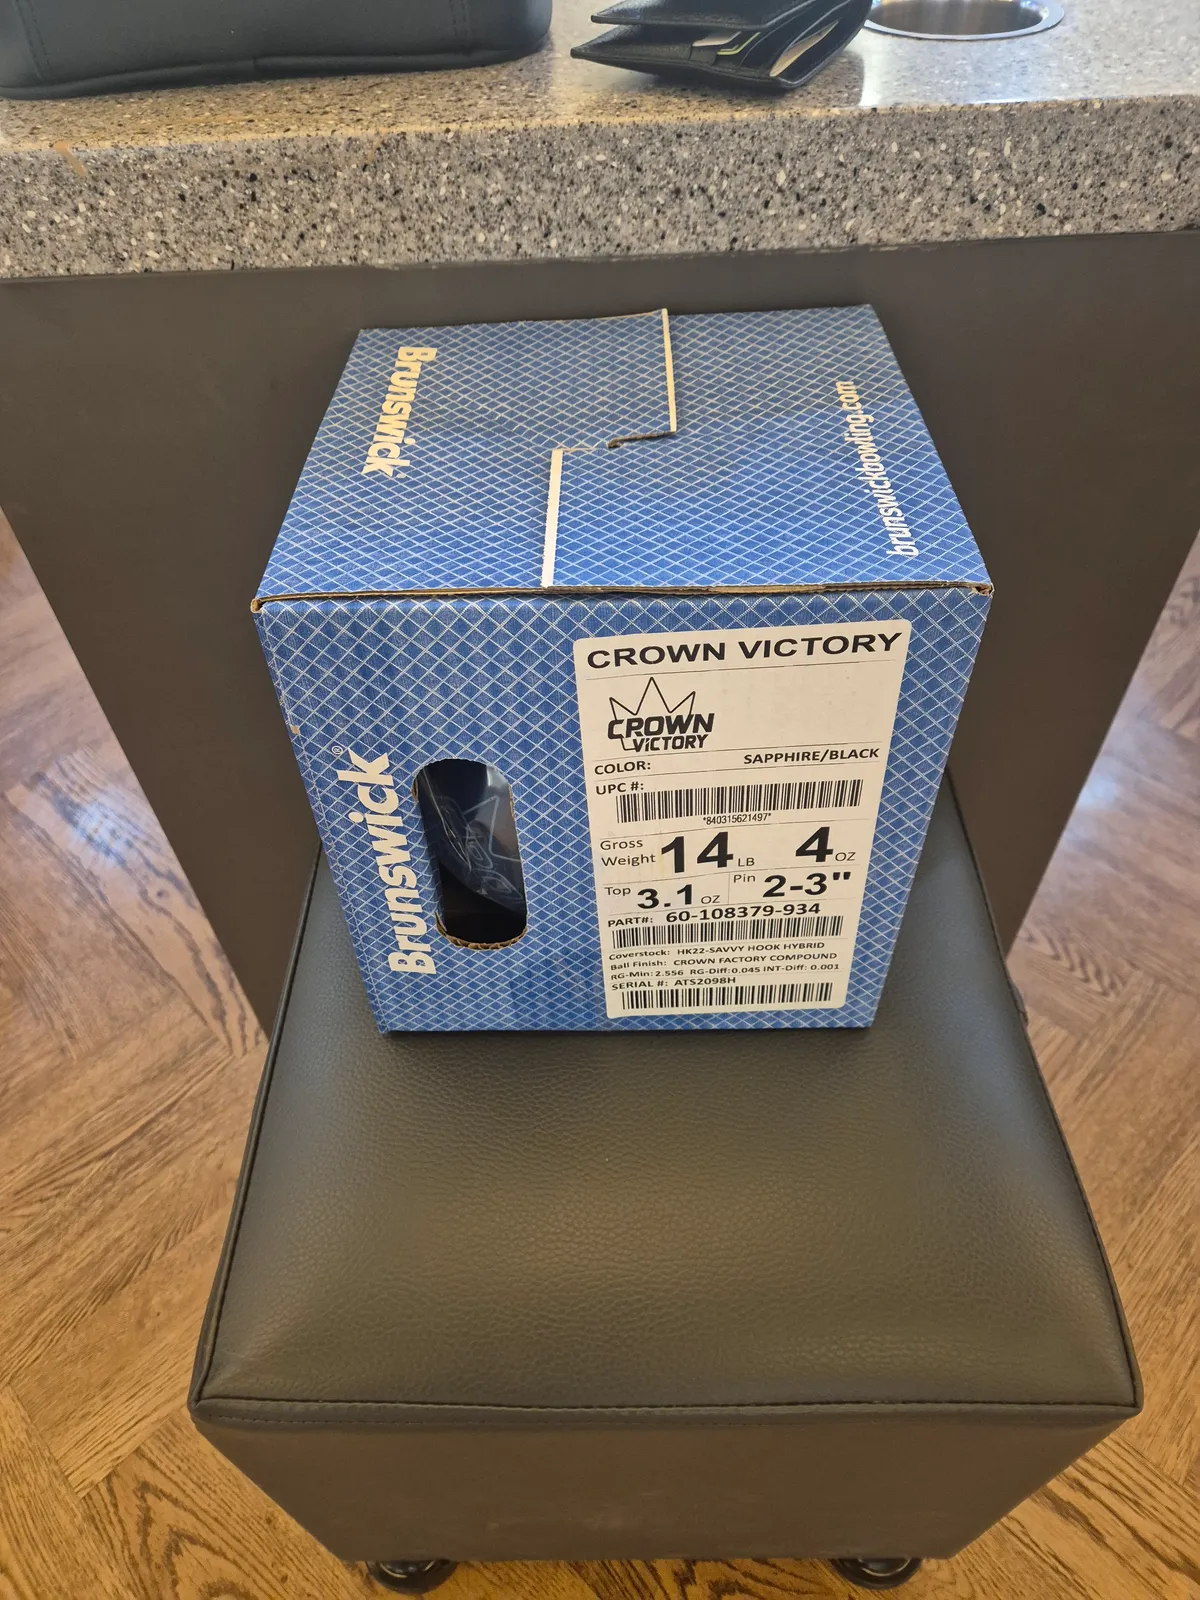 Brunswick
brunswickbowling.com
Brunswick®
CROWN VICTORY
CROWN
VICTORY
COLOR: SAPPHIRE/BLACK
UPC #:
*840315621497*
Gross Weight 14 LB 4 OZ
Top 3.1 OZ Pin 2-3"
PART#: 60-108379-934
Coverstock: HK22-SAVVY HOOK HYBRID
Ball Finish: CROWN FACTORY COMPOUND
RG-Min: 2.556 RG-Diff: 0.045 INT-Diff: 0.001
SERIAL #: ATS2098H